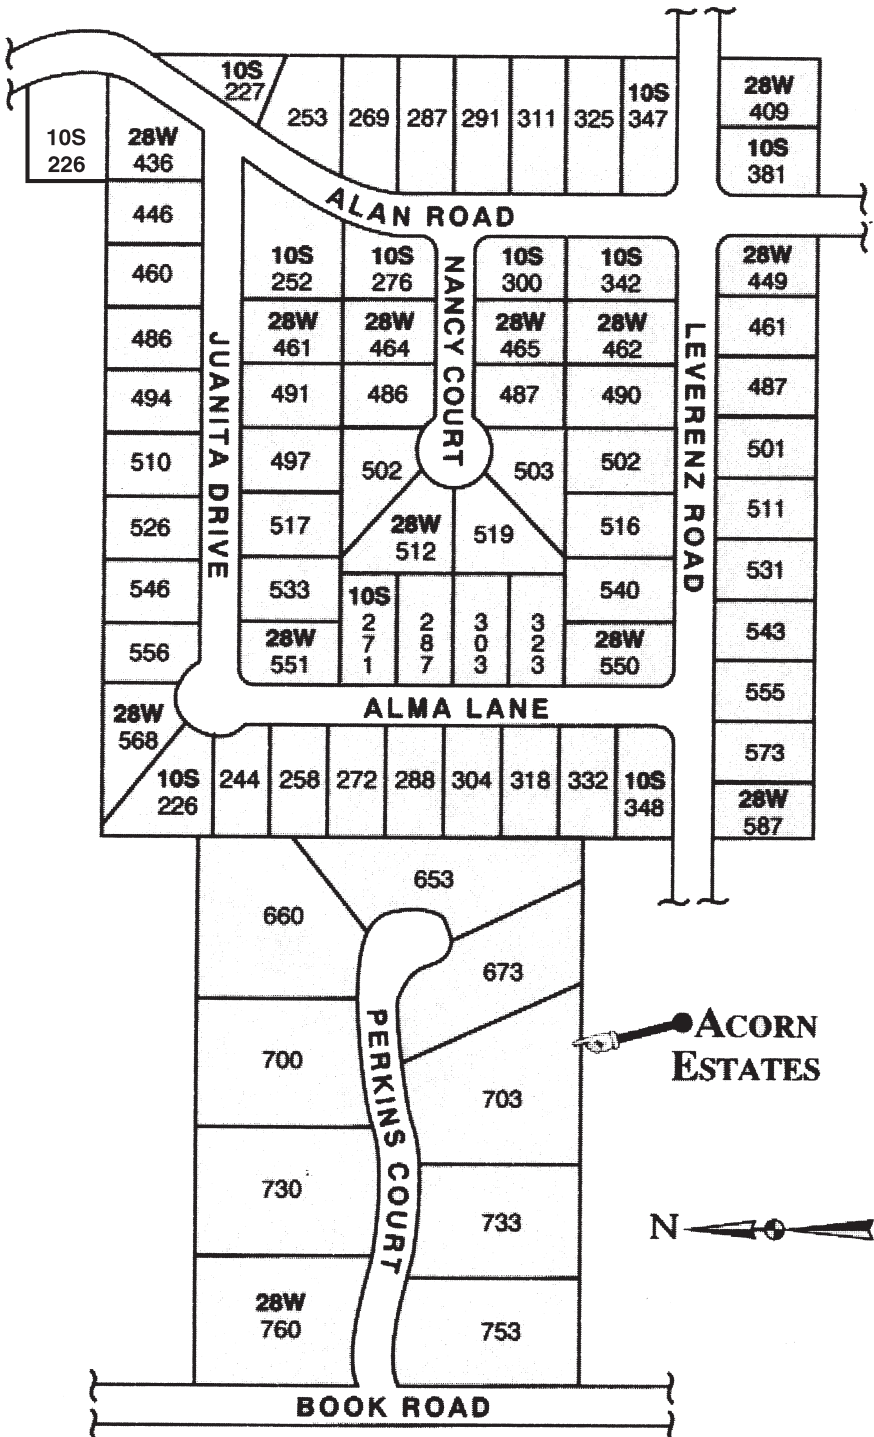 10S
227
253
269
287
291
311
325
10S
347
28W
409
10S
226
28W
436
10S
381
446
ALAN ROAD
10S
252
10S
276
NANCY COURT
10S
300
10S
342
28W
449
460
28W
461
28W
464
28W
465
28W
462
461
486
JUANITA DRIVE
LEVERENZ ROAD
494
491
486
487
490
487
510
497
502
503
502
501
526
517
28W
512
519
516
511
546
533
10S
271
287
303
323
540
531
556
28W
551
28W
550
543
28W
568
ALMA LANE
555
10S
226
244
258
272
288
304
318
332
10S
348
573
28W
587
660
653
673
PERKINS COURT
ACORN
ESTATES
700
703
730
733
N
28W
760
753
BOOK ROAD